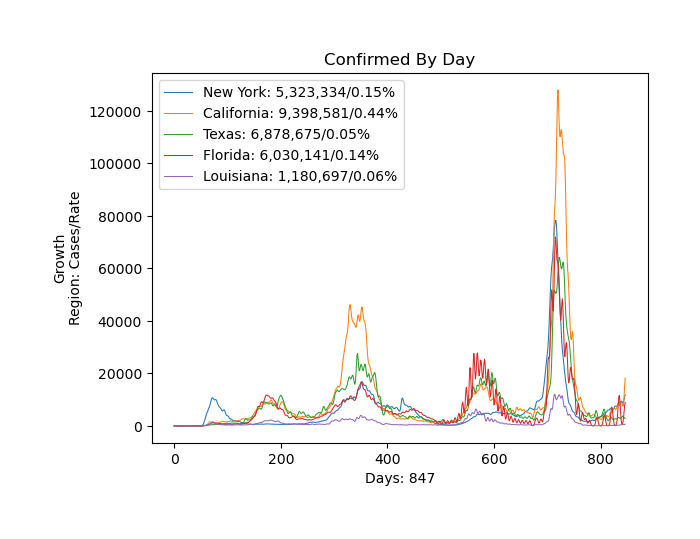 Confirmed By Day
New York: 5,323,334/0.15%
California: 9,398,581/0.44%
Texas: 6,878,675/0.05%
Florida: 6,030,141/0.14%
Louisiana: 1,180,697/0.06%
120000
100000
80000
60000
40000
20000
0
Growth
Region: Cases/Rate
0 200 400 600 800
Days: 847